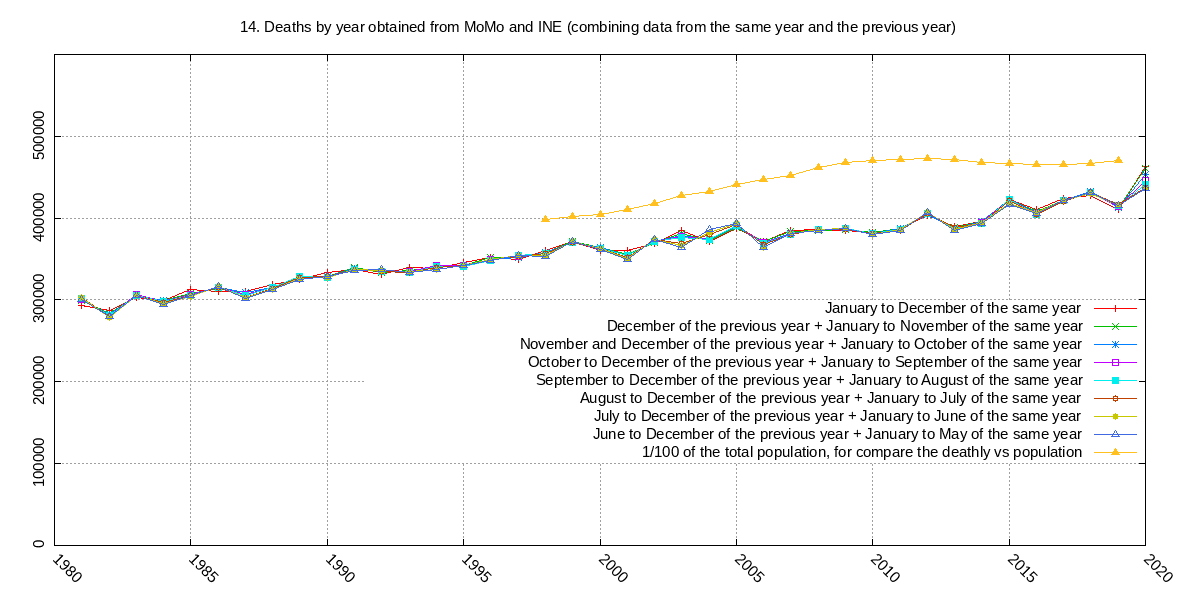 14. Deaths by year obtained from MoMo and INE (combining data from the same year and the previous year)
500000
400000
300000
200000
100000
0
January to December of the same year
December of the previous year + January to November of the same year
November and December of the previous year + January to October of the same year
October to December of the previous year + January to September of the same year
September to December of the previous year + January to August of the same year
August to December of the previous year + January to July of the same year
July to December of the previous year + January to June of the same year
June to December of the previous year + January to May of the same year
1/100 of the total population, for compare the deathly vs population
1980
1985
1990
1995
2000
2005
2010
2015
2020